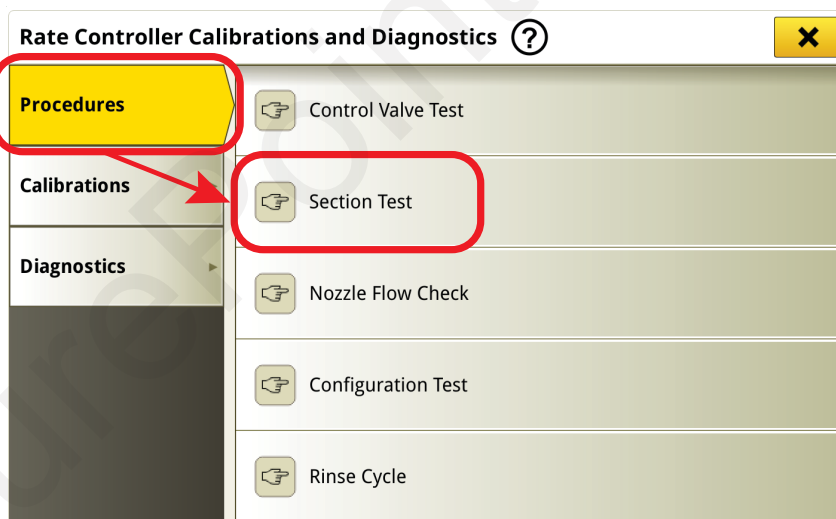 Rate Controller Calibrations and Diagnostics ?
Procedures
Calibrations
Diagnostics
Control Valve Test
Section Test
Nozzle Flow Check
Configuration Test
Rinse Cycle